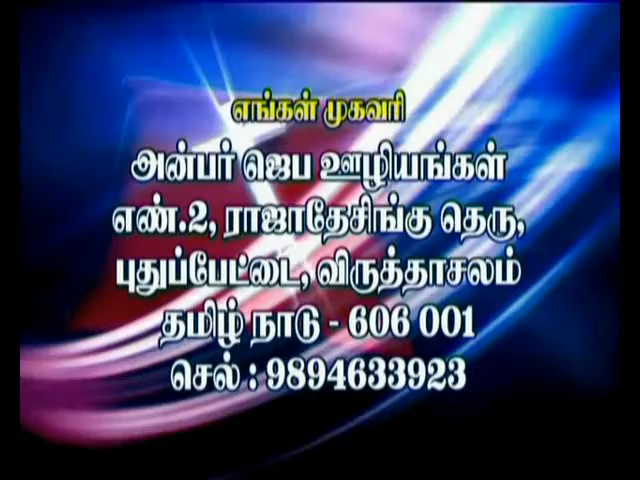 எங்கள் முகவரி
அன்பர் ஜெப ஊழியங்கள்
எண்.2, ராஜாதேசிங்கு தெரு,
புதுப்பேட்டை, விருத்தாசலம்
தமிழ் நாடு - 606 001
செல் : 9894633923